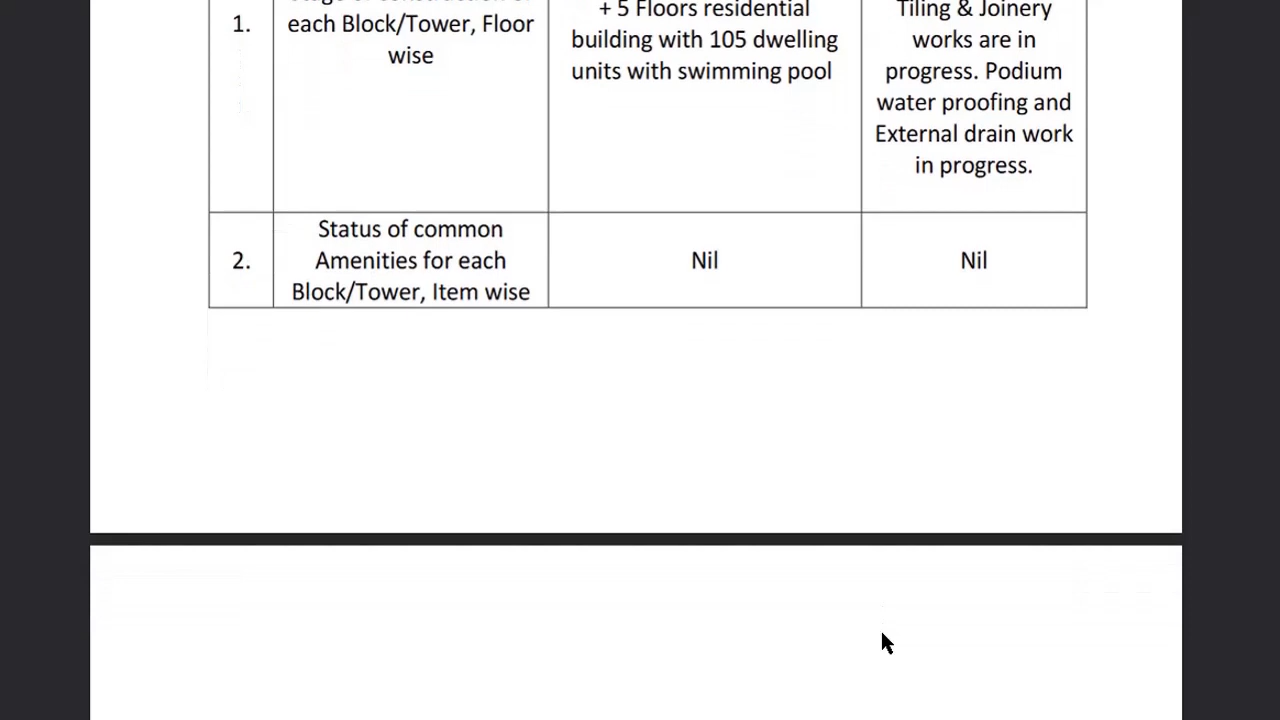 1.
each Block/Tower, Floor
wise
+ 5 Floors residential
building with 105 dwelling
units with swimming pool
Tiling & Joinery
works are in
progress. Podium
water proofing and
External drain work
in progress.
2.
Status of common
Amenities for each
Block/Tower, Item wise
Nil
Nil